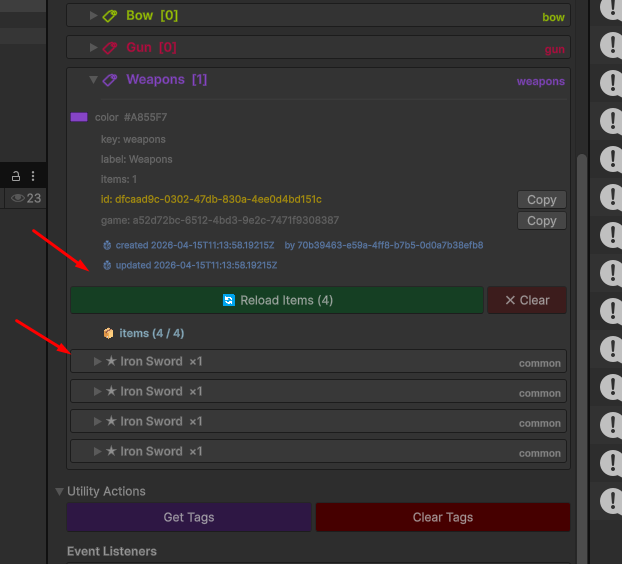 Bow [0] bow
Gun [0] gun
Weapons [1] weapons
color #A855F7
key: weapons
label: Weapons
items: 1
id: dfcaad9c-0302-47db-830a-4ee0d4bd151c Copy
game: a52d72bc-6512-4bd3-9e2c-7471f9308387 Copy
created 2026-04-15T11:13:58.19215Z by 70b39463-e59a-4ff8-b7b5-0d0a7b38efb8
23
updated 2026-04-15T11:13:58.19215Z
Reload Items (4) × Clear
items (4 / 4)
Iron Sword ×1 common
Iron Sword ×1 common
Iron Sword ×1 common
Iron Sword ×1 common
Utility Actions
Get Tags Clear Tags
Event Listeners